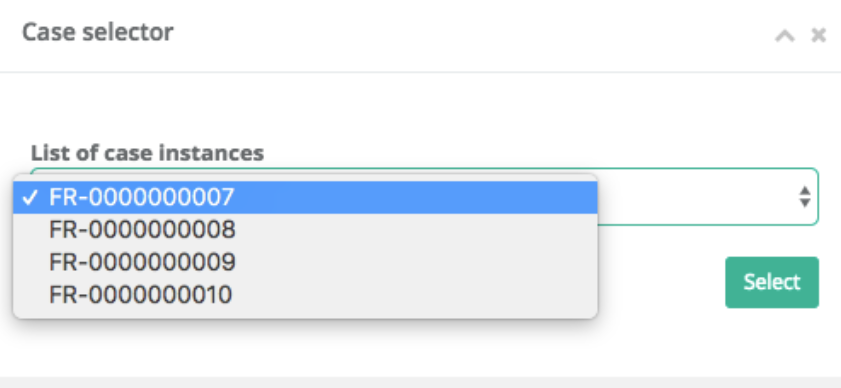 Case selector
List of case instances
FR-0000000007
FR-0000000008
FR-0000000009
FR-0000000010
Select